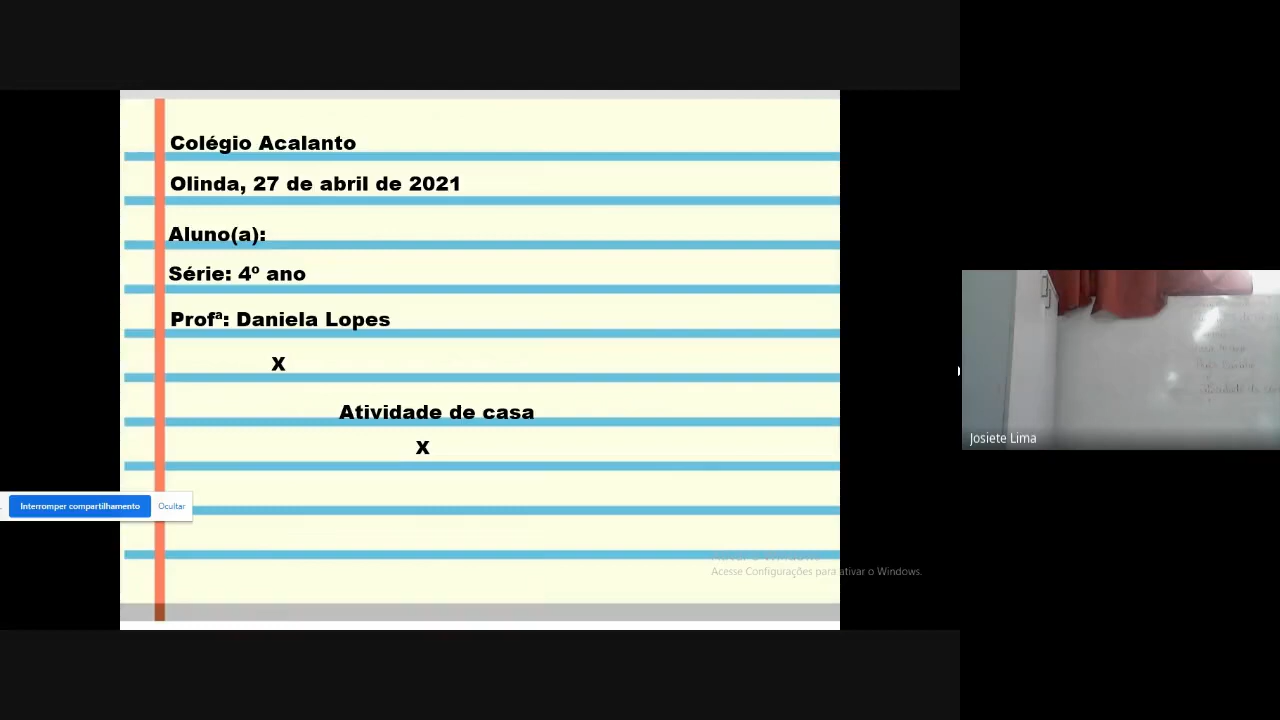 Colégio Acalanto
Olinda, 27 de abril de 2021
Aluno(a):
Série: 4º ano
Profª: Daniela Lopes
X
Atividade de casa
X
Interromper compartilhamento
Ocultar
Acesse Configurações para ativar o Windows.
Josiete Lima